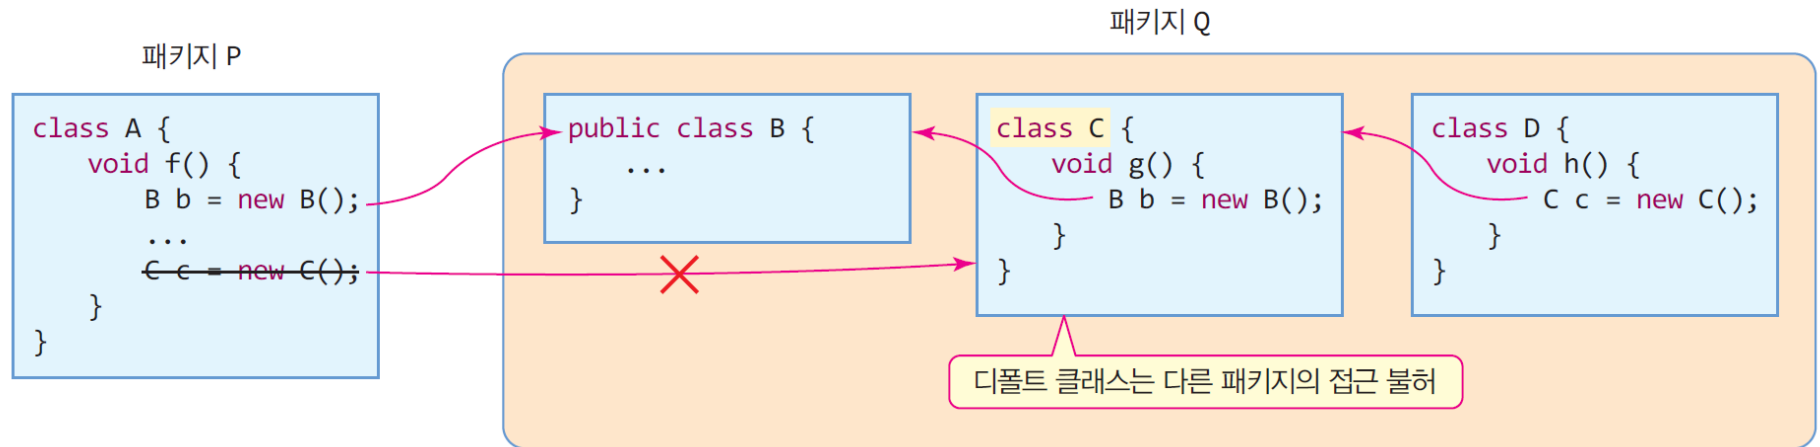 패키지 P
class A {
void f() {
B b = new B();
...
C c = new C();
}
}
패키지 Q
public class B {
...
}
class C {
void g() {
B b = new B();
}
}
class D {
void h() {
C c = new C();
}
}
디폴트 클래스는 다른 패키지의 접근 불허